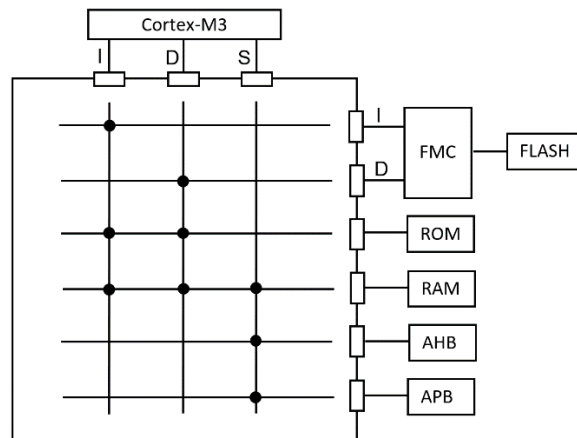 Cortex-M3
I D S
I
FMC
FLASH
D
ROM
RAM
AHB
APB